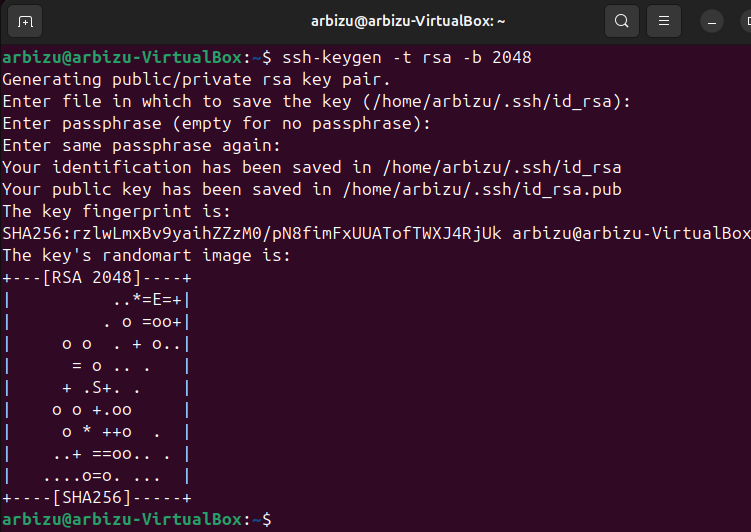 arbizu@arbizu-VirtualBox: ~
arbizu@arbizu-VirtualBox:~$ ssh-keygen -t rsa -b 2048
Generating public/private rsa key pair.
Enter file in which to save the key (/home/arbizu/.ssh/id_rsa):
Enter passphrase (empty for no passphrase):
Enter same passphrase again:
Your identification has been saved in /home/arbizu/.ssh/id_rsa
Your public key has been saved in /home/arbizu/.ssh/id_rsa.pub
The key fingerprint is:
SHA256:rzlwLmxBv9yaihZZzM0/pN8fimFxUUATofTWXJ4RjUk arbizu@arbizu-VirtualBox
The key's randomart image is:
+---[RSA 2048]----+
|          ..*=E=+|
|         . o =oo+|
|     o o  . + o..|
|      = o .. .   |
|     + .S+. .    |
|    o o +.oo     |
|     o * ++o  .  |
|    ..+ ==oo.. . |
|   ....o=o. ...  |
+----[SHA256]-----+
arbizu@arbizu-VirtualBox:~$